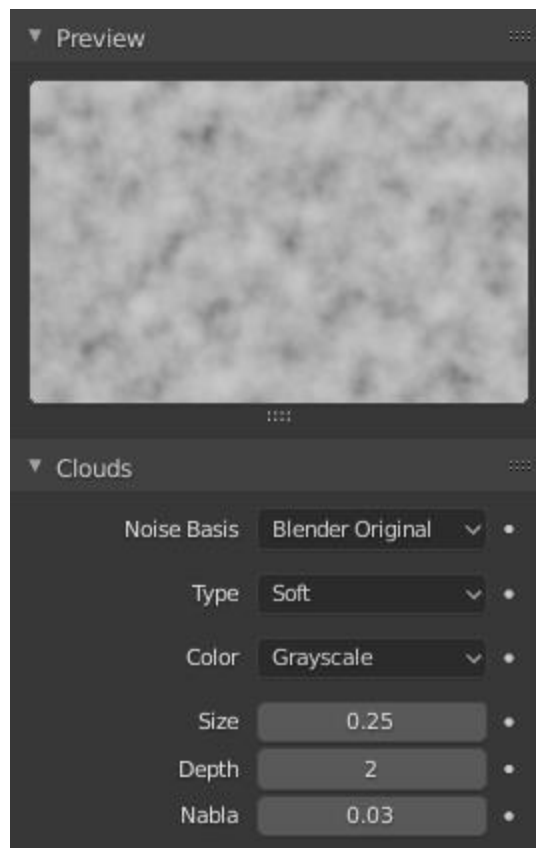 Preview
Clouds
Noise Basis Blender Original
Type Soft
Color Grayscale
Size 0.25
Depth 2
Nabla 0.03